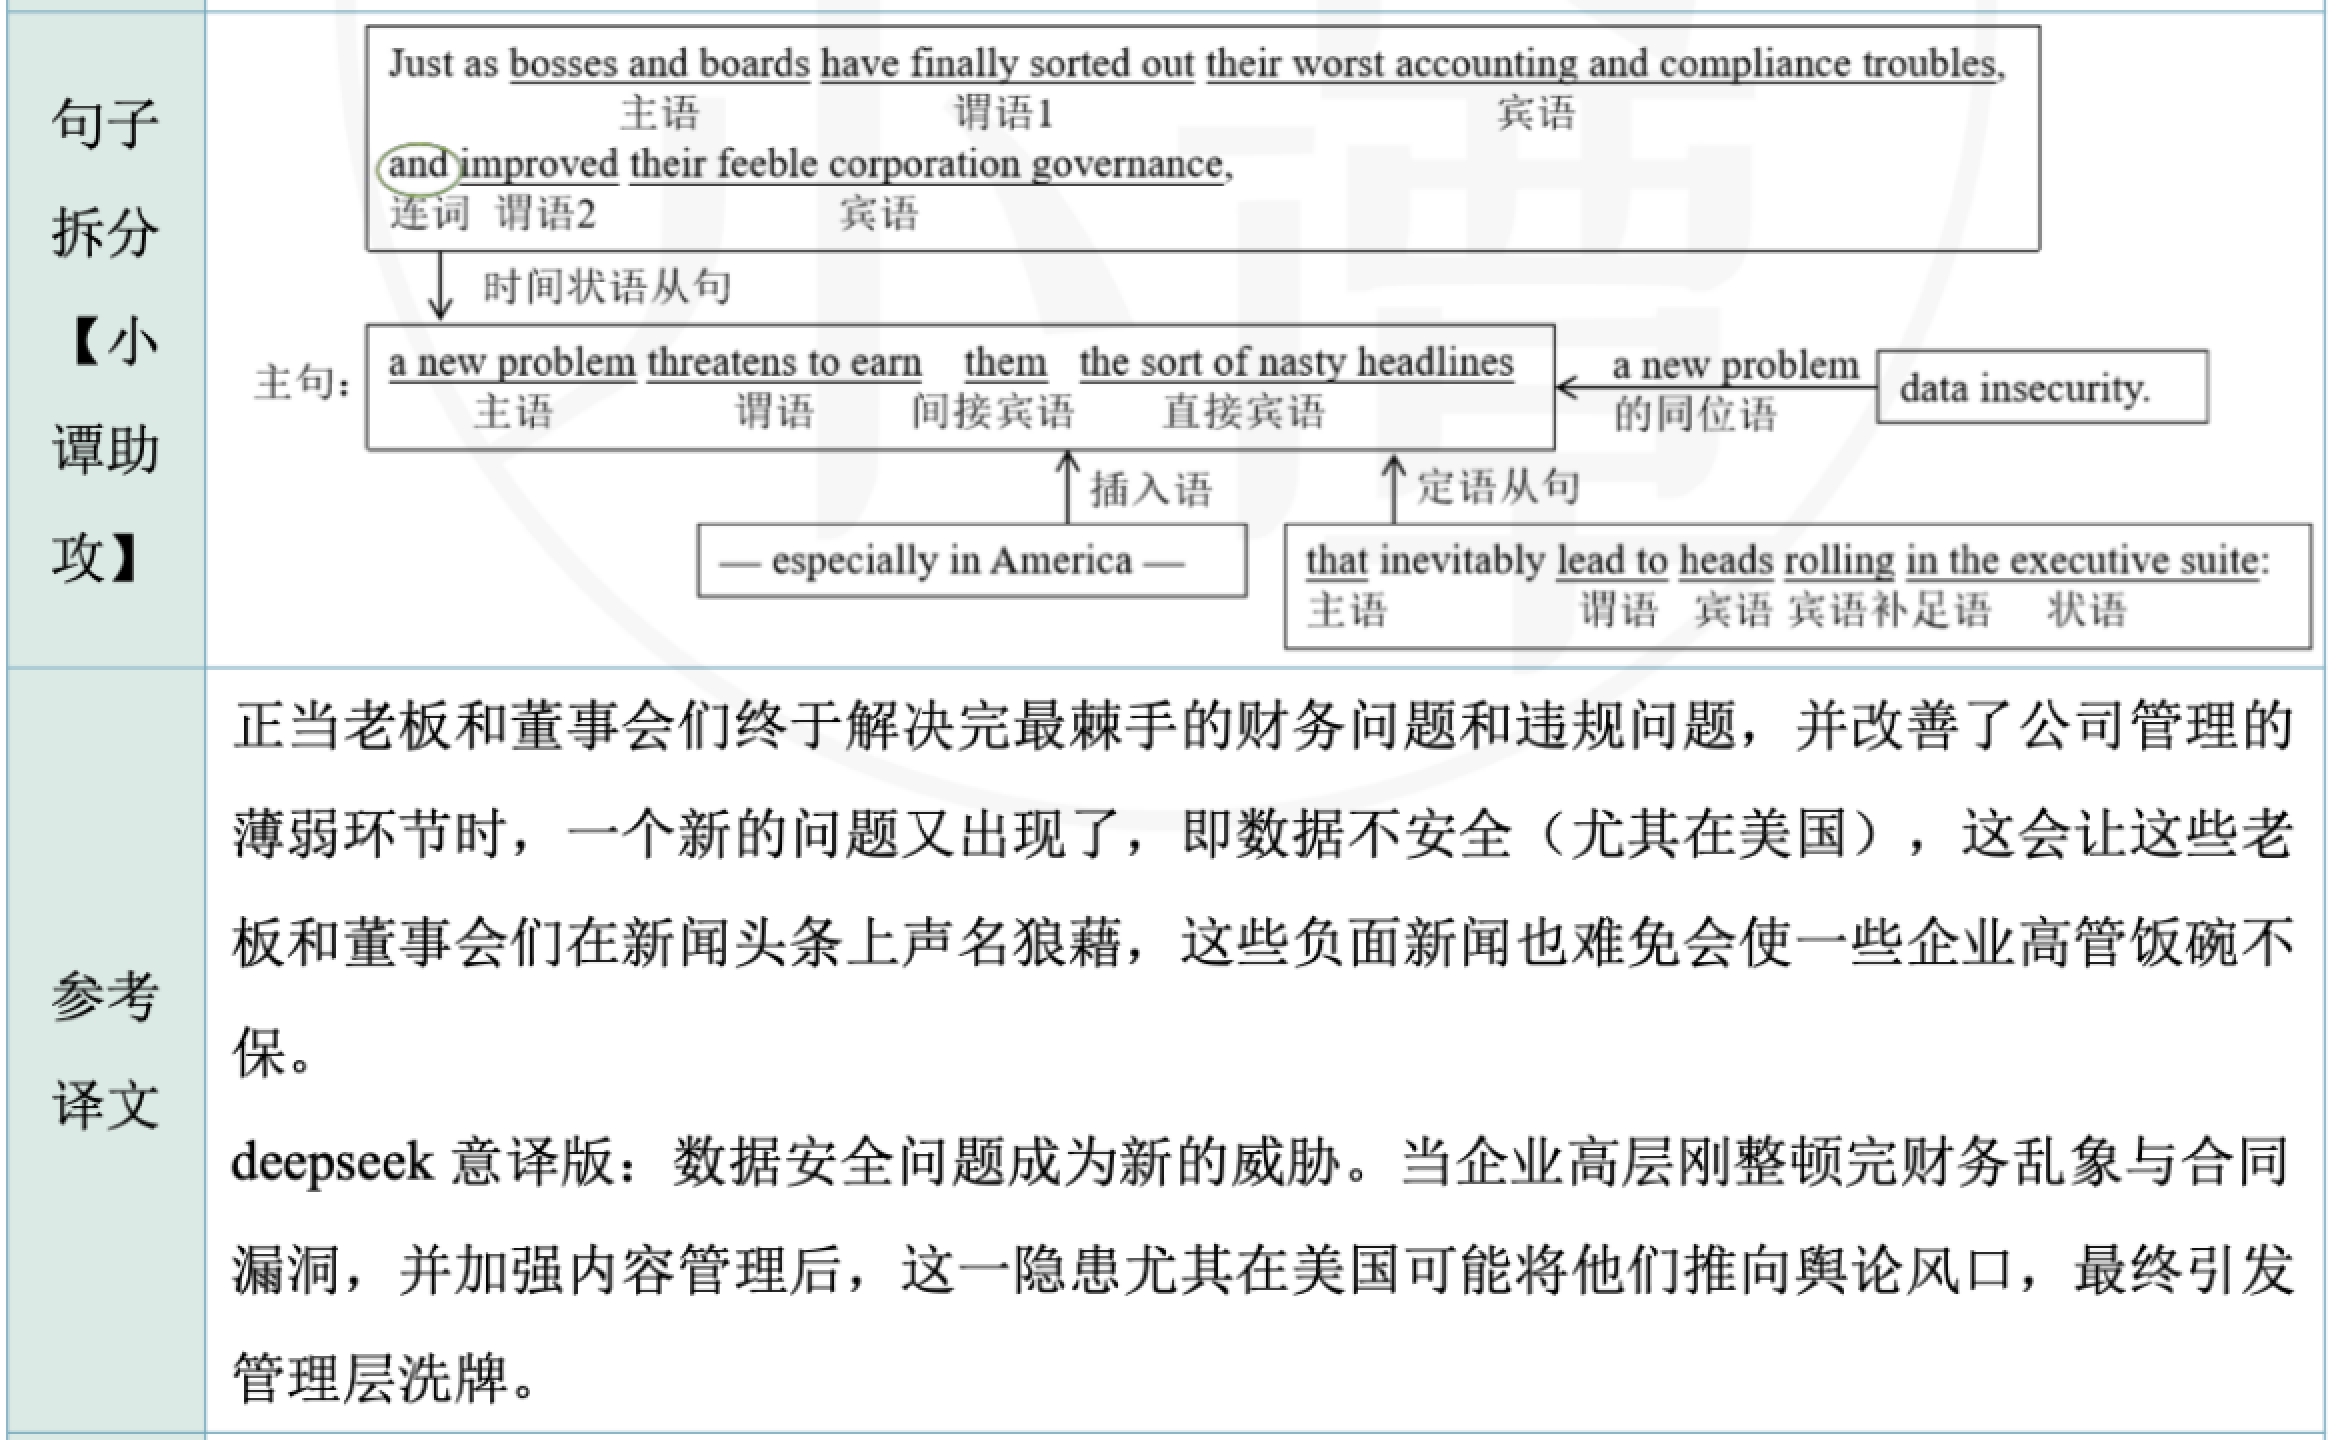 句子
拆分
【小
谭助
攻】
Just as bosses and boards have finally sorted out their worst accounting and compliance troubles,
主语 谓语1 宾语
and improved their feeble corporation governance,
连词 谓语2 宾语
时间状语从句
主句：
a new problem threatens to earn them the sort of nasty headlines
主语 谓语 间接宾语 直接宾语
a new problem
的同位语
data insecurity.
插入语
定语从句
— especially in America —
that inevitably lead to heads rolling in the executive suite:
主语 谓语 宾语 宾语补足语 状语
参考
译文
正当老板和董事会们终于解决完最棘手的财务问题和违规问题，并改善了公司管理的
薄弱环节时，一个新的问题又出现了，即数据不安全（尤其在美国），这会让这些老
板和董事会们在新闻头条上声名狼藉，这些负面新闻也难免会使一些企业高管饭碗不
保。
deepseek 意译版：数据安全问题成为新的威胁。当企业高层刚整顿完财务乱象与合同
漏洞，并加强内容管理后，这一隐患尤其在美国可能将他们推向舆论风口，最终引发
管理层洗牌。